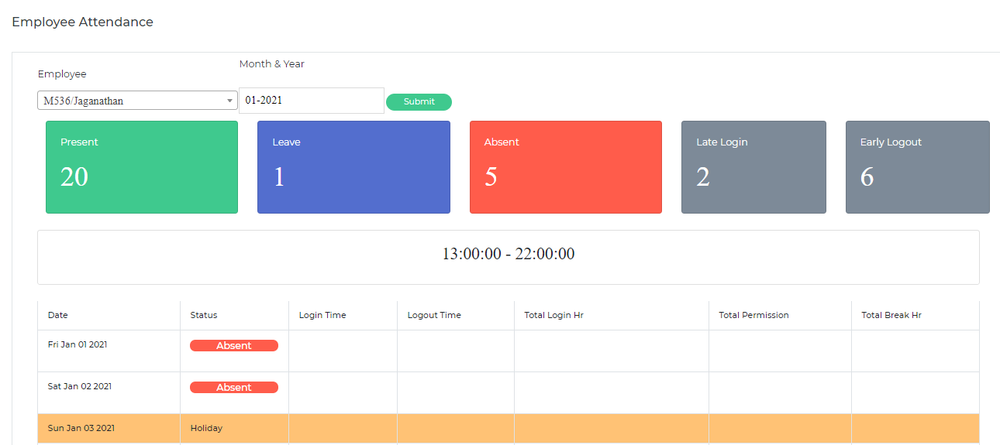 Employee Attendance
Month & Year
Employee
M536/Jaganathan 01-2021 Submit
Present Leave Absent Late Login Early Logout
20 1 5 2 6
13:00:00 - 22:00:00
Date Status Login Time Logout Time Total Login Hr Total Permission Total Break Hr
Fri Jan 01 2021 Absent
Sat Jan 02 2021 Absent
Sun Jan 03 2021 Holiday